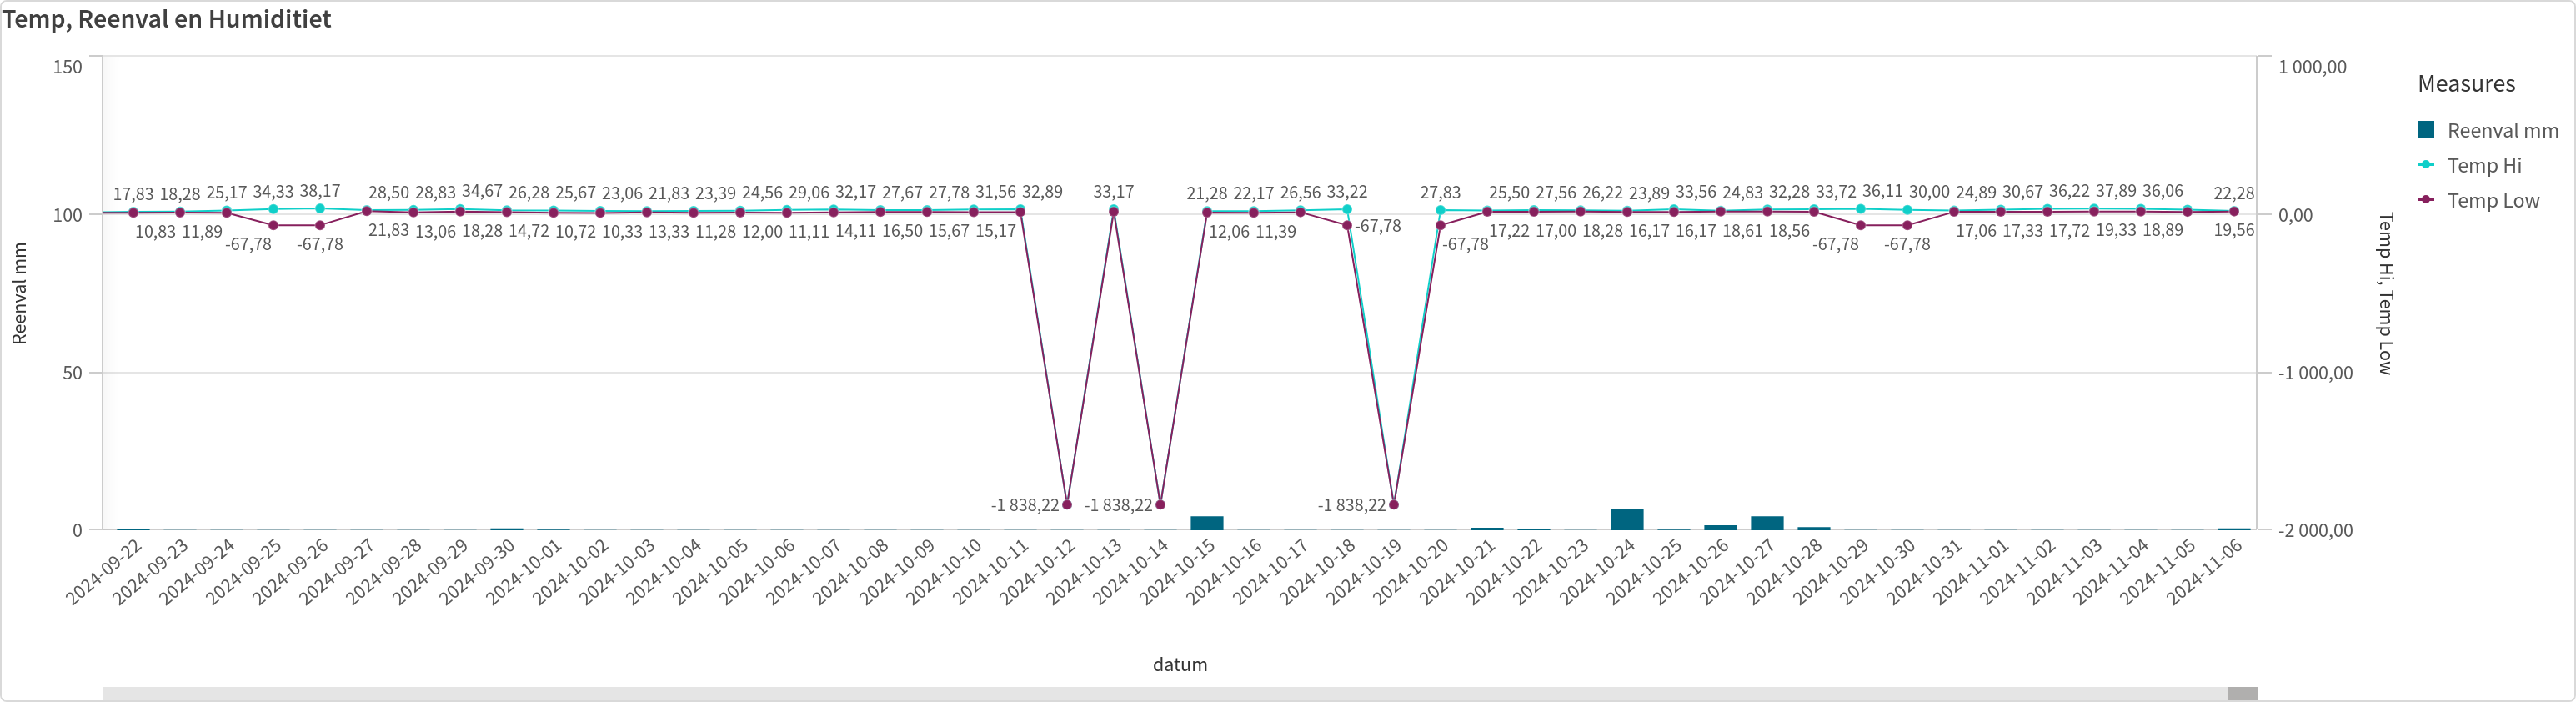 Temp, Reenval en Humiditiet
150
100
50
0
Reenval mm
1 000,00
0,00
-1 000,00
-2 000,00
Temp Hi, Temp Low
Measures
Reenval mm
Temp Hi
Temp Low
17,83 18,28 25,17 34,33 38,17 28,50 28,83 34,67 26,28 25,67 23,06 21,83 23,39 24,56 29,06 32,17 27,67 27,78 31,56 32,89 33,17 21,28 22,17 26,56 33,22 27,83 25,50 27,56 26,22 23,89 33,56 24,83 32,28 33,72 36,11 30,00 24,89 30,67 36,22 37,89 36,06 22,28
10,83 11,89 -67,78 -67,78 21,83 13,06 18,28 14,72 10,72 10,33 13,33 11,28 12,00 11,11 14,11 16,50 15,67 15,17 12,06 11,39 -67,78 -67,78 17,22 17,00 18,28 16,17 16,17 18,61 18,56 -67,78 -67,78 17,06 17,33 17,72 19,33 18,89 19,56
-1 838,22 -1 838,22 -1 838,22
2024-09-22 2024-09-23 2024-09-24 2024-09-25 2024-09-26 2024-09-27 2024-09-28 2024-09-29 2024-09-30 2024-10-01 2024-10-02 2024-10-03 2024-10-04 2024-10-05 2024-10-06 2024-10-07 2024-10-08 2024-10-09 2024-10-10 2024-10-11 2024-10-12 2024-10-13 2024-10-14 2024-10-15 2024-10-16 2024-10-17 2024-10-18 2024-10-19 2024-10-20 2024-10-21 2024-10-22 2024-10-23 2024-10-24 2024-10-25 2024-10-26 2024-10-27 2024-10-28 2024-10-29 2024-10-30 2024-10-31 2024-11-01 2024-11-02 2024-11-03 2024-11-04 2024-11-05 2024-11-06
datum